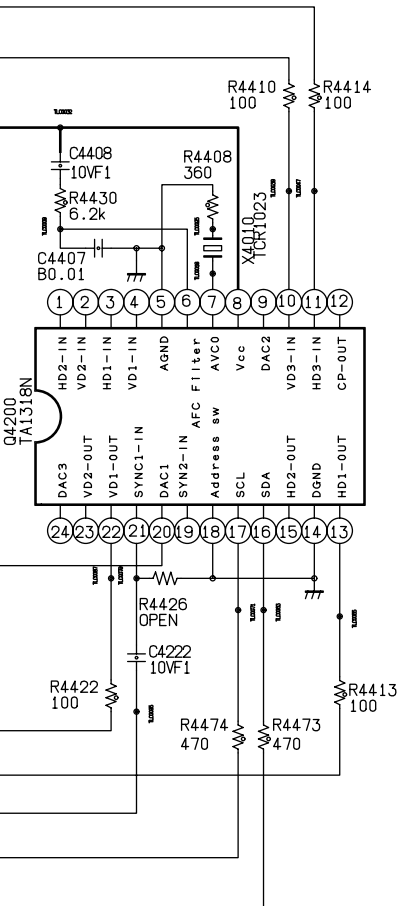 R4410
100
R4414
100
C4408
10VF1
R4408
360
R4430
6.2k
X4010
TCR1023
C4407
B0.01
1 2 3 4 5 6 7 8 9 10 11 12
HD2-IN
VD2-IN
HD1-IN
VD1-IN
AGND
AFC Filter
AVCO
Vcc
DAC2
VD3-IN
HD3-IN
CP-OUT
Q4200
TA1318N
DAC3
VD2-OUT
VD1-OUT
SYNC1-IN
DAC1
SYN2-IN
Address sw
SCL
SDA
HD2-OUT
DGND
HD1-OUT
24 23 22 21 20 19 18 17 16 15 14 13
R4426
OPEN
C4222
10VF1
R4422
100
R4413
100
R4474
470
R4473
470